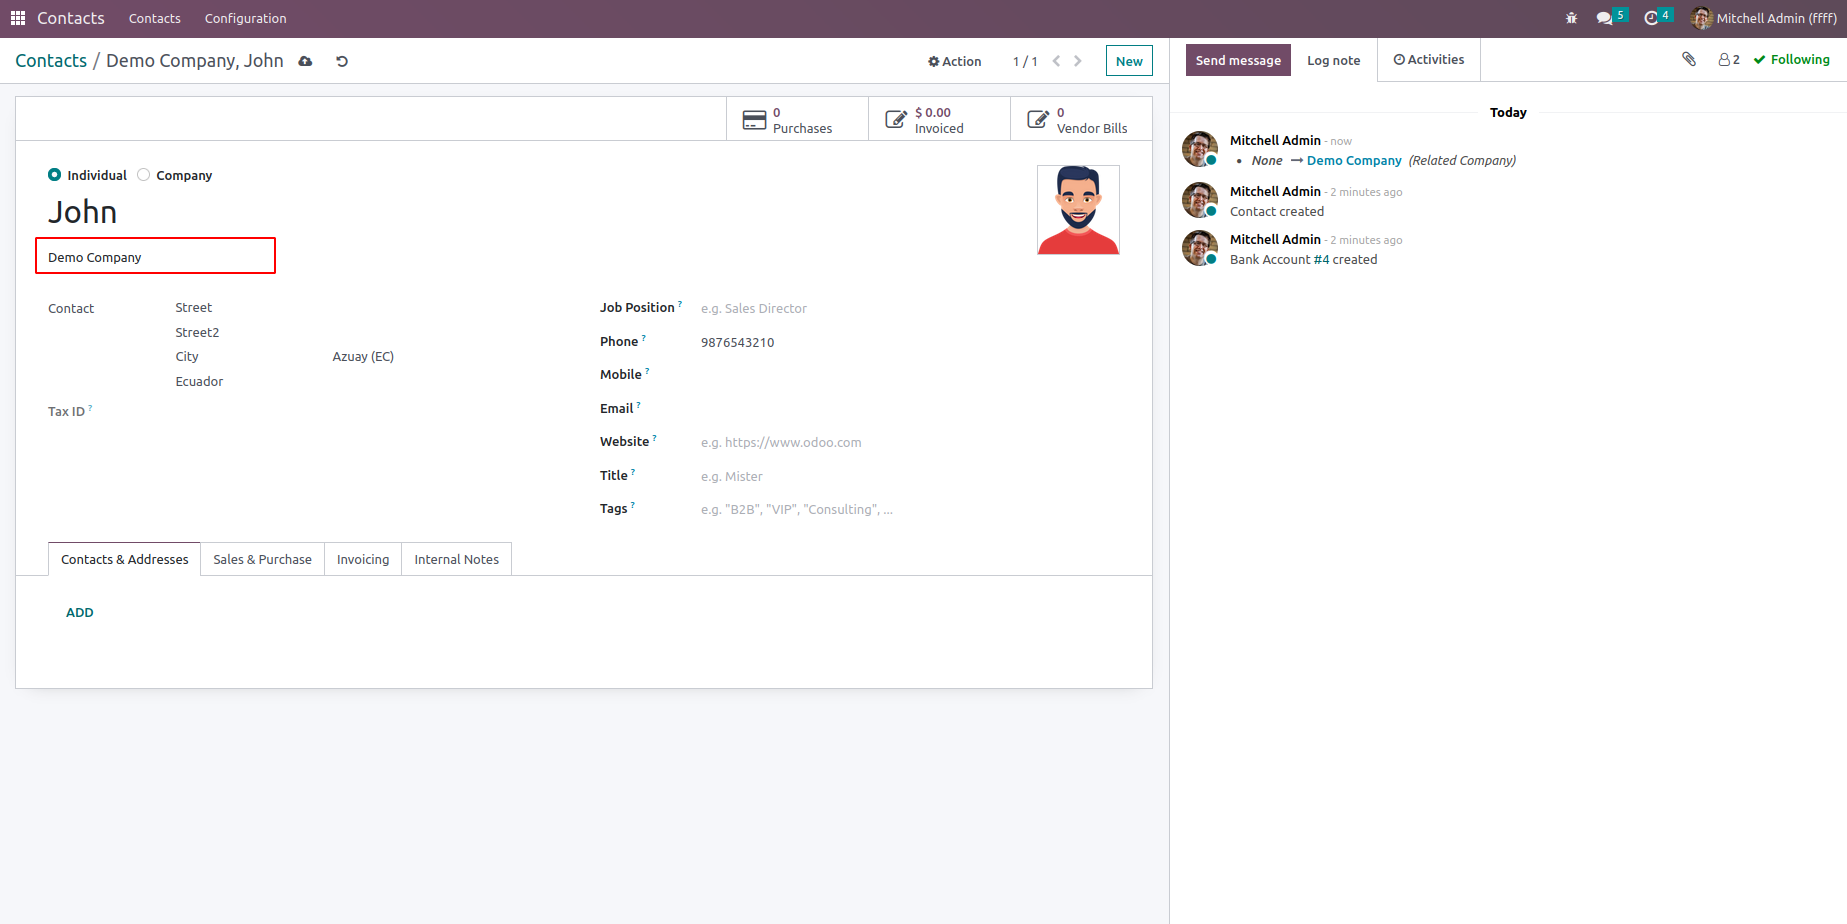 Contacts Contacts Configuration 5 4 Mitchell Admin (ffff)
Contacts / Demo Company, John Action 1 / 1 New
Send message Log note Activities 2 Following
0 Purchases
$ 0.00 Invoiced
0 Vendor Bills
Individual Company
John
Demo Company
Contact Street
Street2
City Azuay (EC)
Ecuador
Tax ID ?
Job Position ? e.g. Sales Director
Phone ? 9876543210
Mobile ?
Email ?
Website ? e.g. https://www.odoo.com
Title ? e.g. Mister
Tags ? e.g. "B2B", "VIP", "Consulting", ...
Contacts & Addresses Sales & Purchase Invoicing Internal Notes
ADD
Today
Mitchell Admin - now
• None → Demo Company (Related Company)
Mitchell Admin - 2 minutes ago
Contact created
Mitchell Admin - 2 minutes ago
Bank Account #4 created